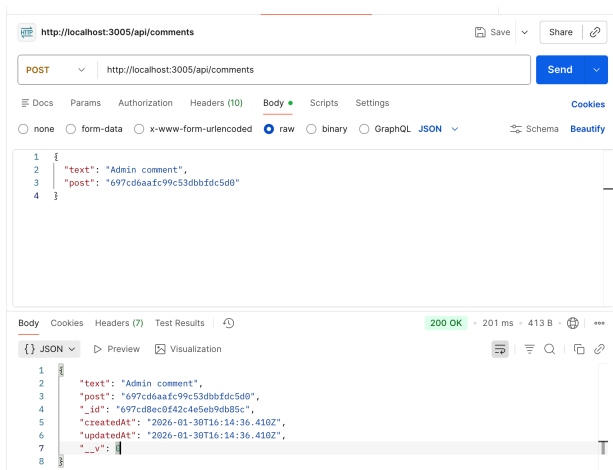 HTTP http://localhost:3005/api/comments Save Share
POST http://localhost:3005/api/comments Send
Docs Params Authorization Headers (10) Body Scripts Settings Cookies
none form-data x-www-form-urlencoded raw binary GraphQL JSON Schema Beautify
1 {
2 "text": "Admin comment",
3 "post": "697cd6aafc99c53dbbfdc5d0"
4 }
Body Cookies Headers (7) Test Results 200 OK • 201 ms • 413 B •
{} JSON Preview Visualization
1 {
2 "text": "Admin comment",
3 "post": "697cd6aafc99c53dbbfdc5d0",
4 "_id": "697cd8ec0f42c4e5eb9db85c",
5 "createdAt": "2026-01-30T16:14:36.410Z",
6 "updatedAt": "2026-01-30T16:14:36.410Z",
7 "__v": 0
8 }